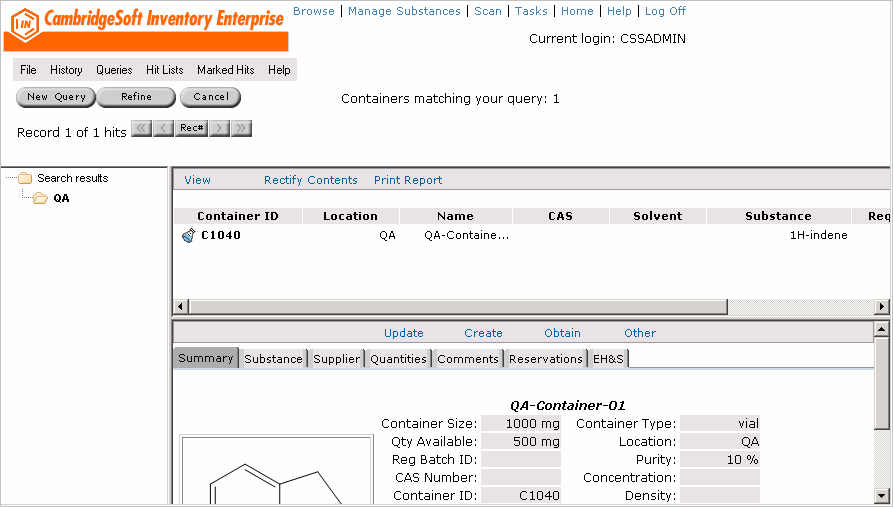 IN CambridgeSoft Inventory Enterprise
Browse | Manage Substances | Scan | Tasks | Home | Help | Log Off
Current login: CSSADMIN
File History Queries Hit Lists Marked Hits Help
New Query Refine Cancel
Containers matching your query: 1
Record 1 of 1 hits << < Rec# > >>
Search results
QA
View Rectify Contents Print Report
Container ID Location Name CAS Solvent Substance Req
C1040 QA QA-Containe... 1H-indene
Update Create Obtain Other
Summary Substance Supplier Quantities Comments Reservations EH&S
QA-Container-01
Container Size: 1000 mg Container Type: vial
Qty Available: 500 mg Location: QA
Reg Batch ID: Purity: 10 %
CAS Number: Concentration:
Container ID: C1040 Density: